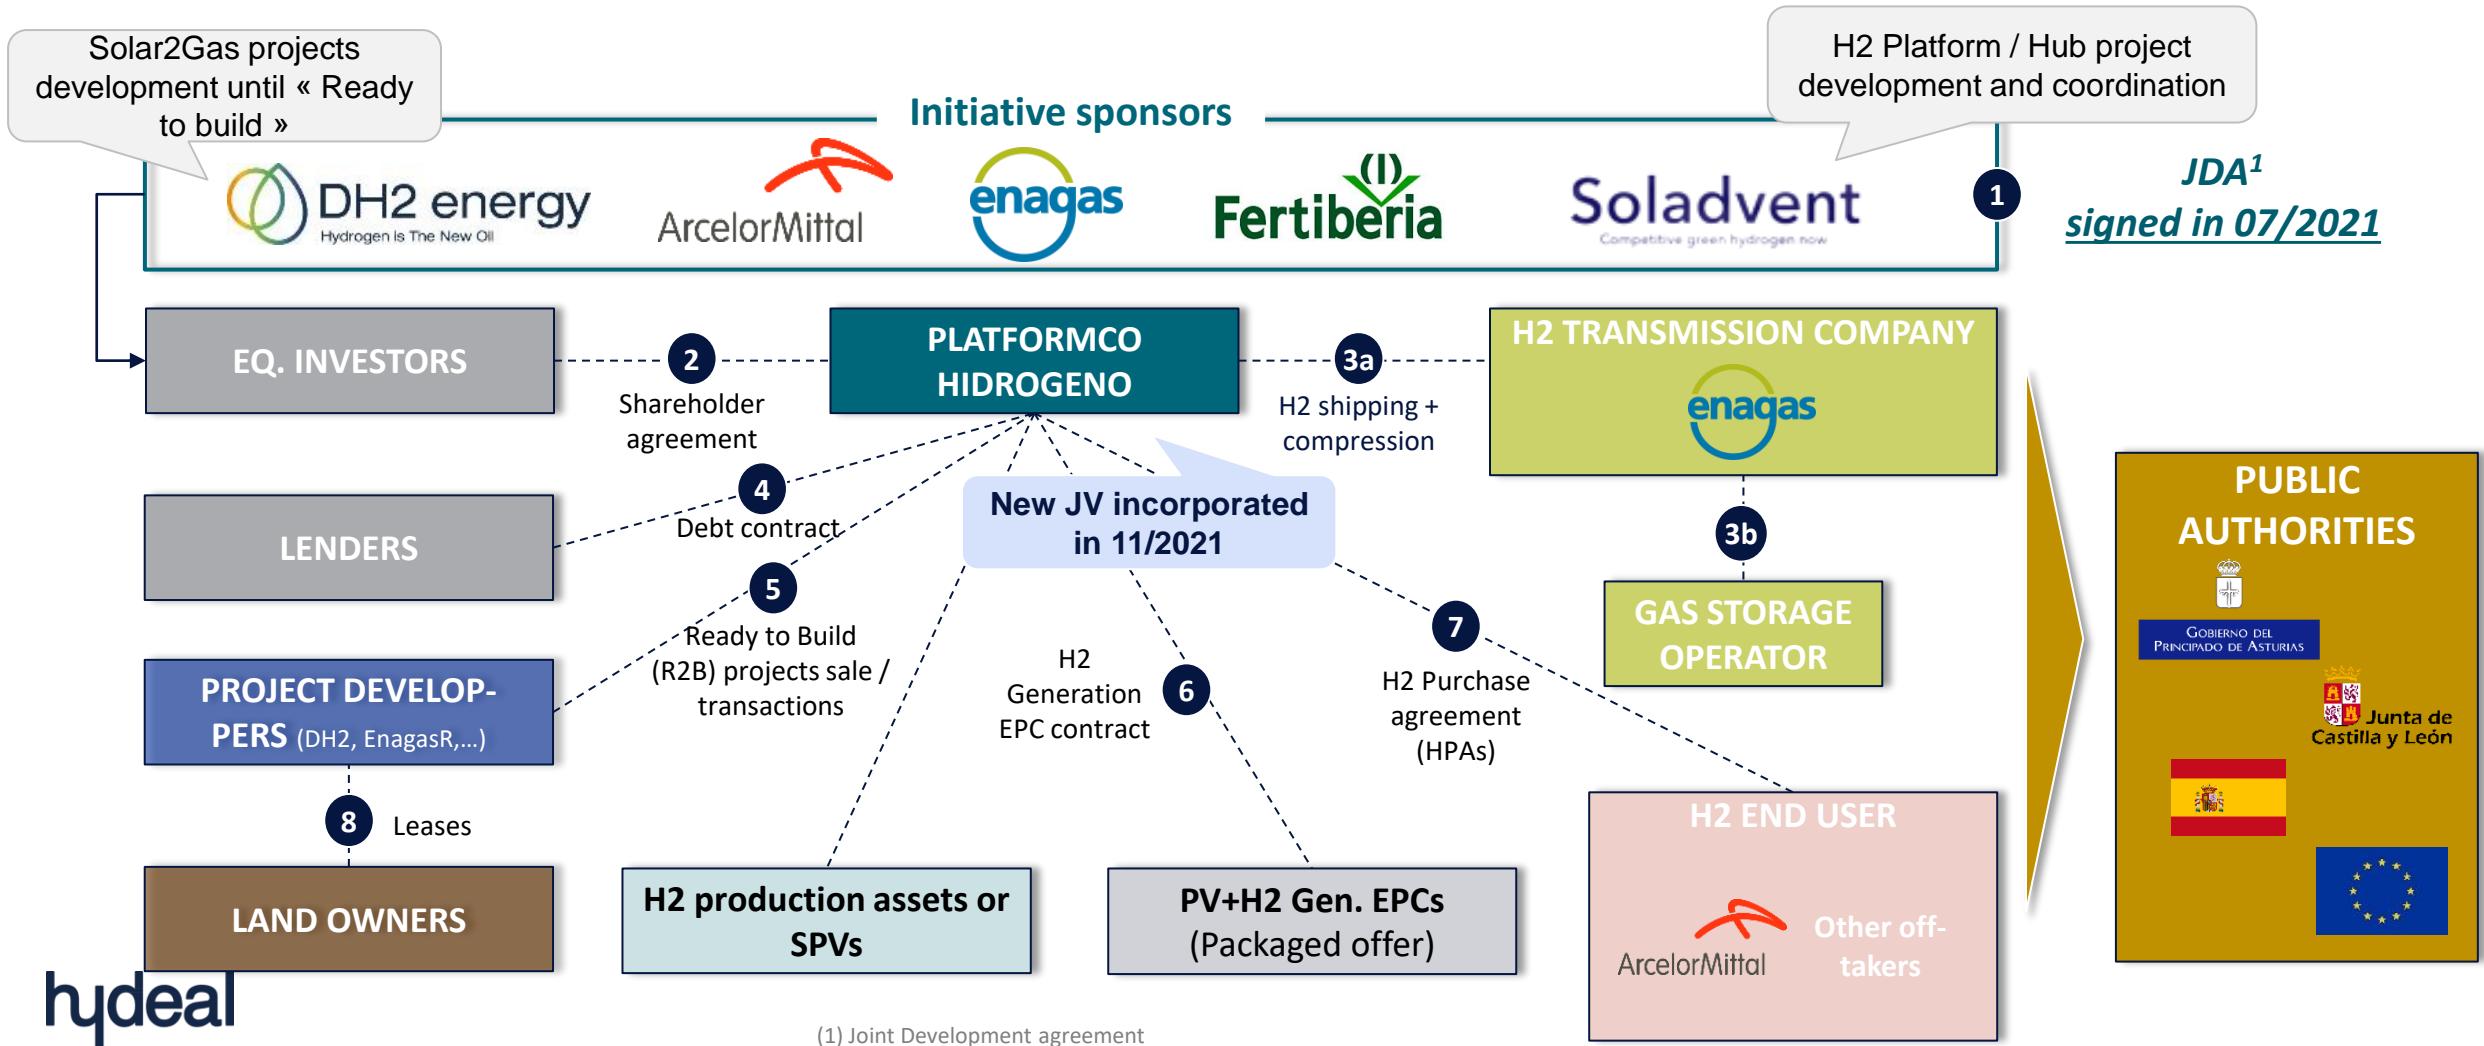 Solar2Gas projects
development until « Ready
to build »
H2 Platform / Hub project
development and coordination
Initiative sponsors
DH2 energy
Hydrogen Is The New Oil
ArcelorMittal
enagas
Fertiberia
Soladvent
Competitive green hydrogen now
1
JDA1
signed in 07/2021
EQ. INVESTORS
2
Shareholder
agreement
PLATFORMCO
HIDROGENO
3a
H2 shipping +
compression
H2 TRANSMISSION COMPANY
enagas
LENDERS
4
Debt contract
New JV incorporated
in 11/2021
3b
GAS STORAGE
OPERATOR
PUBLIC
AUTHORITIES
GOBIERNO DEL
PRINCIPADO DE ASTURIAS
Junta de
Castilla y León
PROJECT DEVELOP-
PERS (DH2, EnagasR,...)
5
Ready to Build
(R2B) projects sale /
transactions
H2
Generation
EPC contract
6
7
H2 Purchase
agreement
(HPAs)
8
Leases
LAND OWNERS
H2 production assets or
SPVs
PV+H2 Gen. EPCs
(Packaged offer)
H2 END USER
ArcelorMittal
Other off-
takers
hydeal
(1) Joint Development agreement